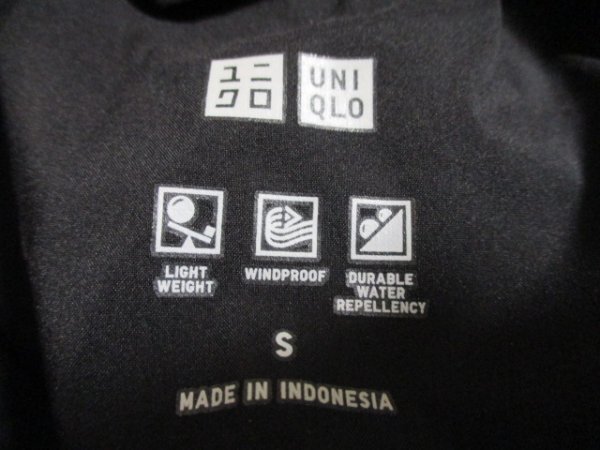 ユニ UNI
クロ QLO
LIGHT WEIGHT
WINDPROOF
DURABLE WATER REPELLENCY
S
MADE IN INDONESIA